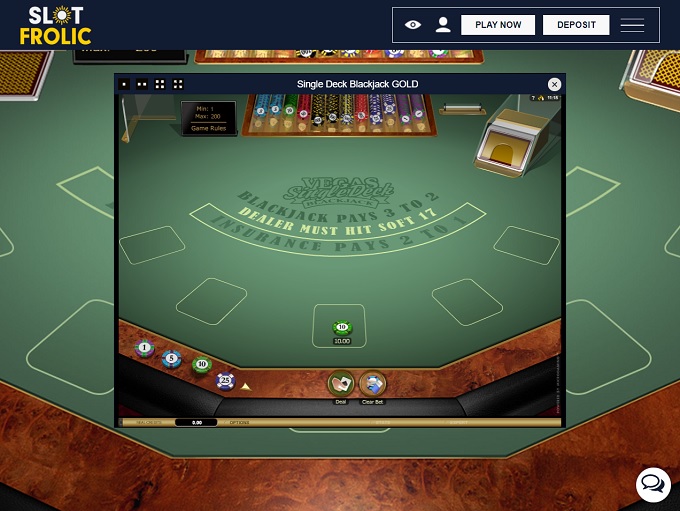 SLOT
FROLIC
PLAY NOW
DEPOSIT
Single Deck Blackjack GOLD
Min: 1
Max: 200
Game Rules
?
11:15
VEGAS
Single Deck
BLACKJACK
BLACKJACK PAYS 3 TO 2
DEALER MUST HIT SOFT 17
INSURANCE PAYS 2 TO 1
10
10.00
1
5
10
25
Deal
Clear Bet
0.00
OPTIONS